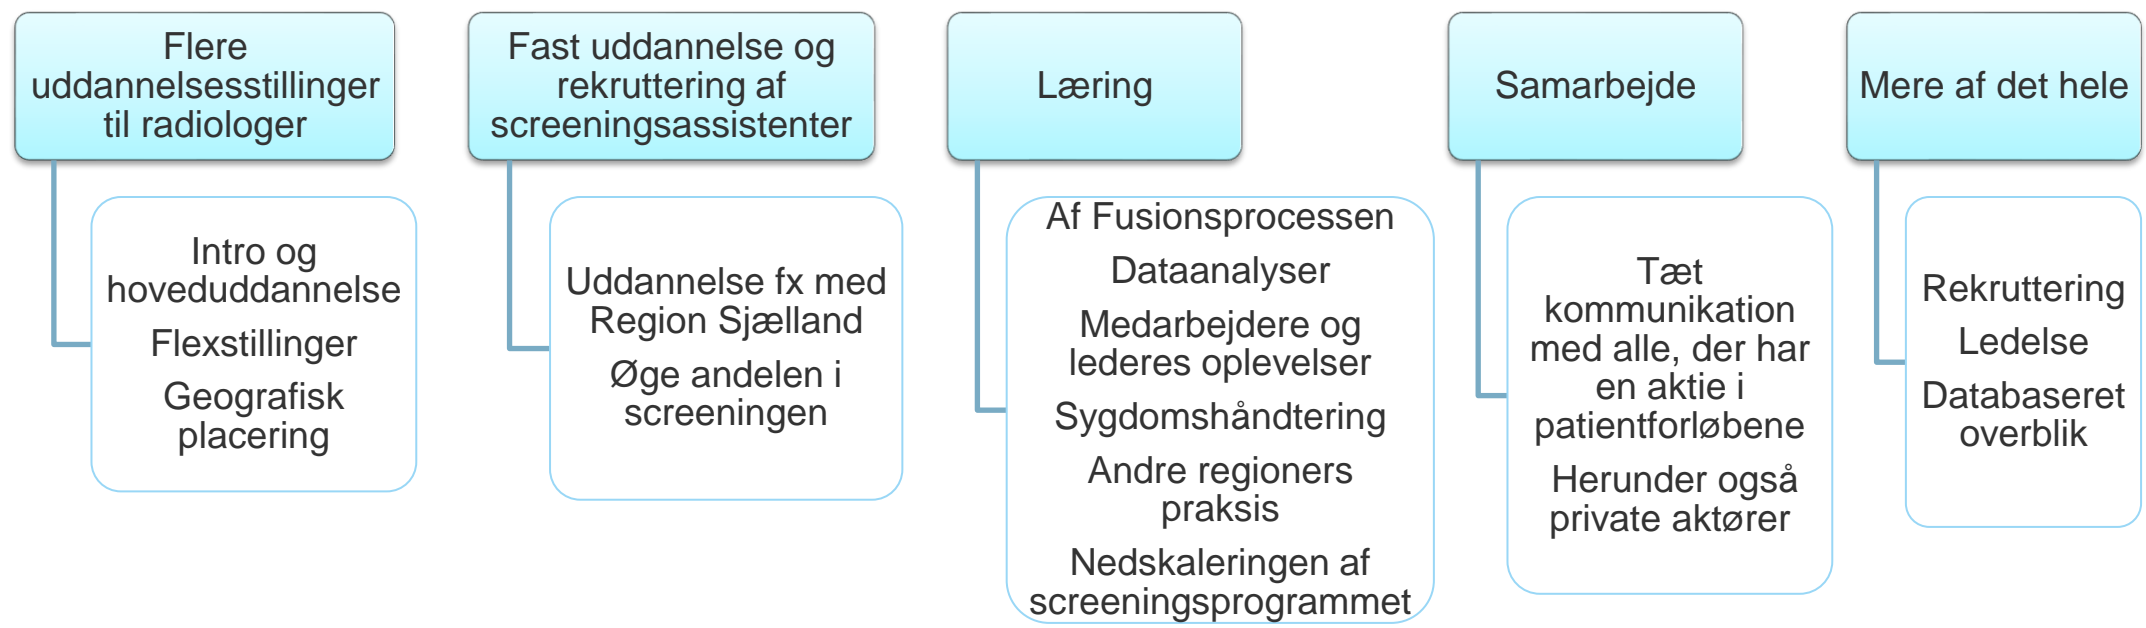 Flere
uddannelsesstillinger
til radiologer
Intro og
hoveduddannelse
Flexstillinger
Geografisk
placering
Fast uddannelse og
rekruttering af
screeningsassistenter
Uddannelse fx med
Region Sjælland
Øge andelen i
screeningen
Læring
Af Fusionsprocessen
Dataanalyser
Medarbejdere og
lederes oplevelser
Sygdomshåndtering
Andre regioners
praksis
Nedskaleringen af
screeningsprogrammet
Samarbejde
Tæt
kommunikation
med alle, der har
en aktie i
patientforløbene
Herunder også
private aktører
Mere af det hele
Rekruttering
Ledelse
Databaseret
overblik